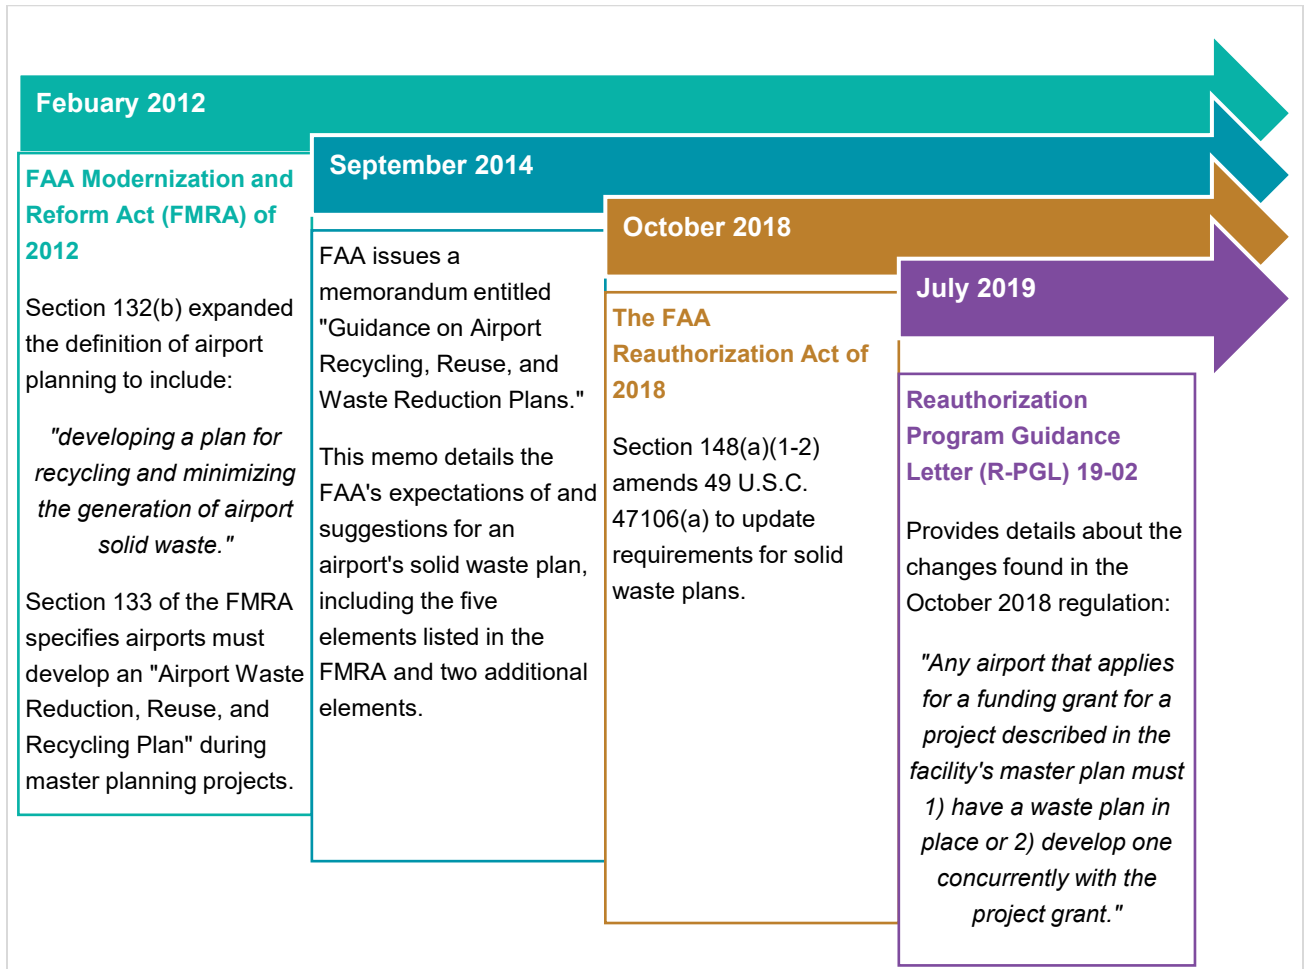 Febuary 2012
FAA Modernization and
Reform Act (FMRA) of
2012
Section 132(b) expanded
the definition of airport
planning to include:
"developing a plan for
recycling and minimizing
the generation of airport
solid waste."
Section 133 of the FMRA
specifies airports must
develop an "Airport Waste
Reduction, Reuse, and
Recycling Plan" during
master planning projects.
September 2014
FAA issues a
memorandum entitled
"Guidance on Airport
Recycling, Reuse, and
Waste Reduction Plans."
This memo details the
FAA's expectations of and
suggestions for an
airport's solid waste plan,
including the five
elements listed in the
FMRA and two additional
elements.
October 2018
The FAA
Reauthorization Act of
2018
Section 148(a)(1-2)
amends 49 U.S.C.
47106(a) to update
requirements for solid
waste plans.
July 2019
Reauthorization
Program Guidance
Letter (R-PGL) 19-02
Provides details about the
changes found in the
October 2018 regulation:
"Any airport that applies
for a funding grant for a
project described in the
facility's master plan must
1) have a waste plan in
place or 2) develop one
concurrently with the
project grant."